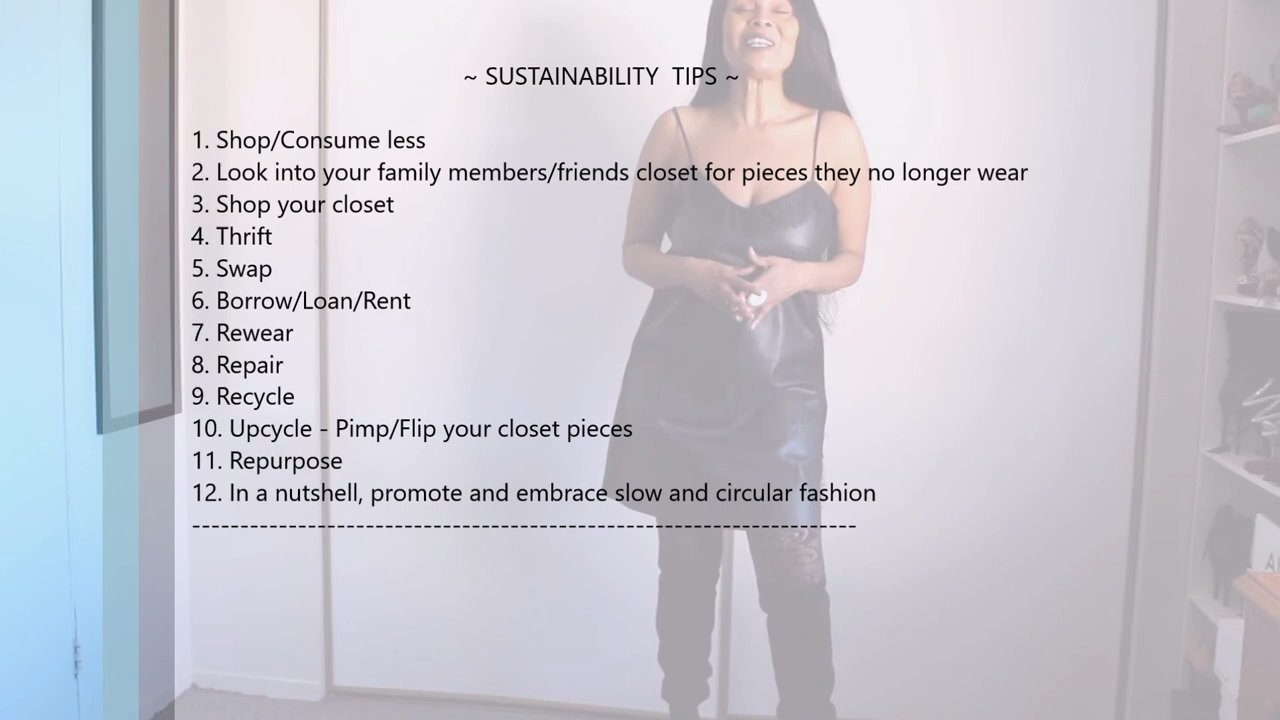 ~ SUSTAINABILITY TIPS ~
1. Shop/Consume less
2. Look into your family members/friends closet for pieces they no longer wear
3. Shop your closet
4. Thrift
5. Swap
6. Borrow/Loan/Rent
7. Rewear
8. Repair
9. Recycle
10. Upcycle - Pimp/Flip your closet pieces
11. Repurpose
12. In a nutshell, promote and embrace slow and circular fashion
-------------------------------------------------------------------